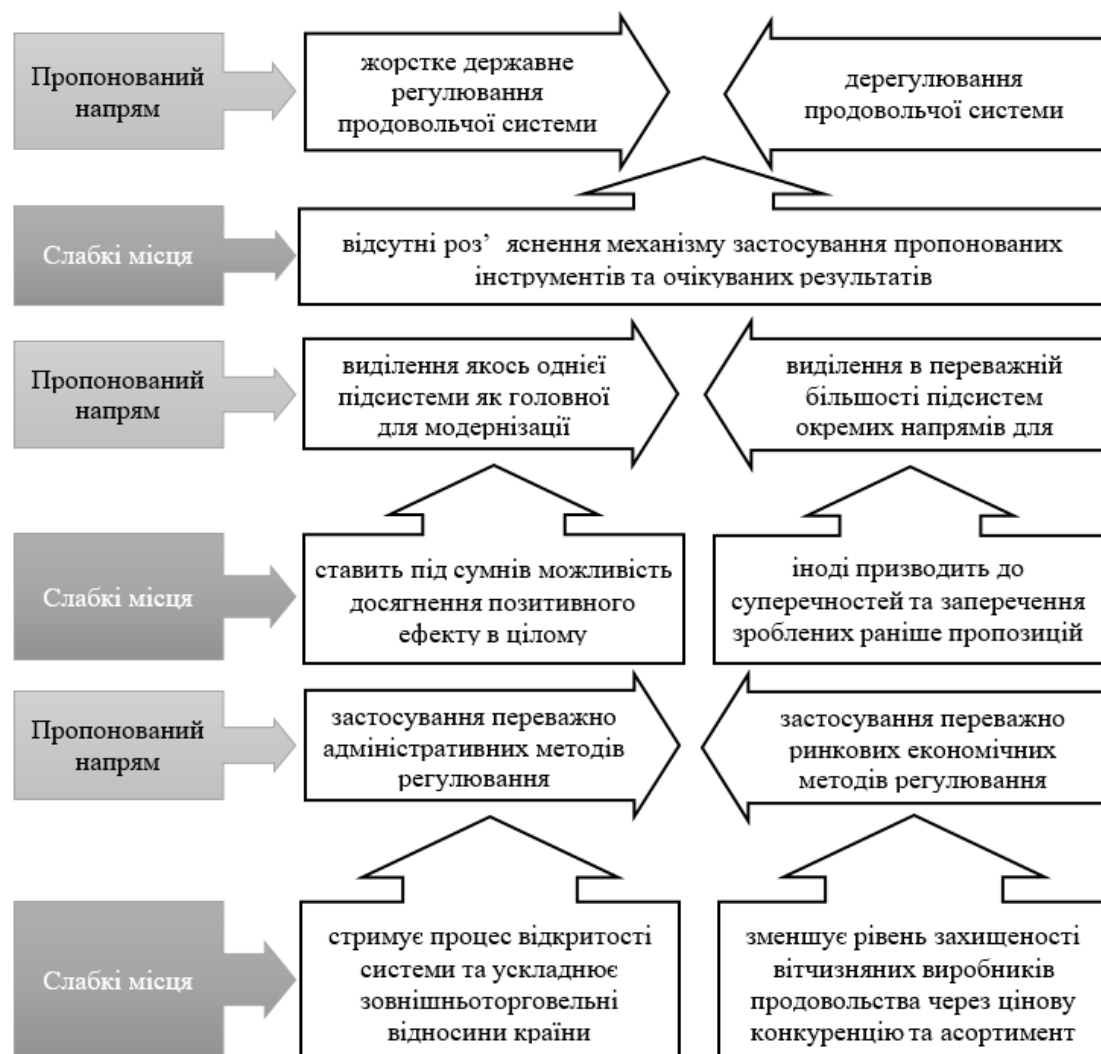 Пропонований
напрям
жорстке державне
регулювання
продовольчої системи
дерегулювання
продовольчої системи
Слабкі місця
відсутні роз’ яснення механізму застосування пропонованих
інструментів та очікуваних результатів
Пропонований
напрям
виділення якось однієї
підсистеми як головної
для модернізації
виділення в переважній
більшості підсистем
окремих напрямів для
Слабкі місця
ставить під сумнів можливість
досягнення позитивного
ефекту в цілому
іноді призводить до
суперечностей та заперечення
зроблених раніше пропозицій
Пропонований
напрям
застосування переважно
адміністративних методів
регулювання
застосування переважно
ринкових економічних
методів регулювання
Слабкі місця
стримує процес відкритості
системи та ускладнює
зовнішньоторговельні
відносини країни
зменшує рівень захищеності
вітчизняних виробників
продовольства через цінову
конкуренцію та асортимент